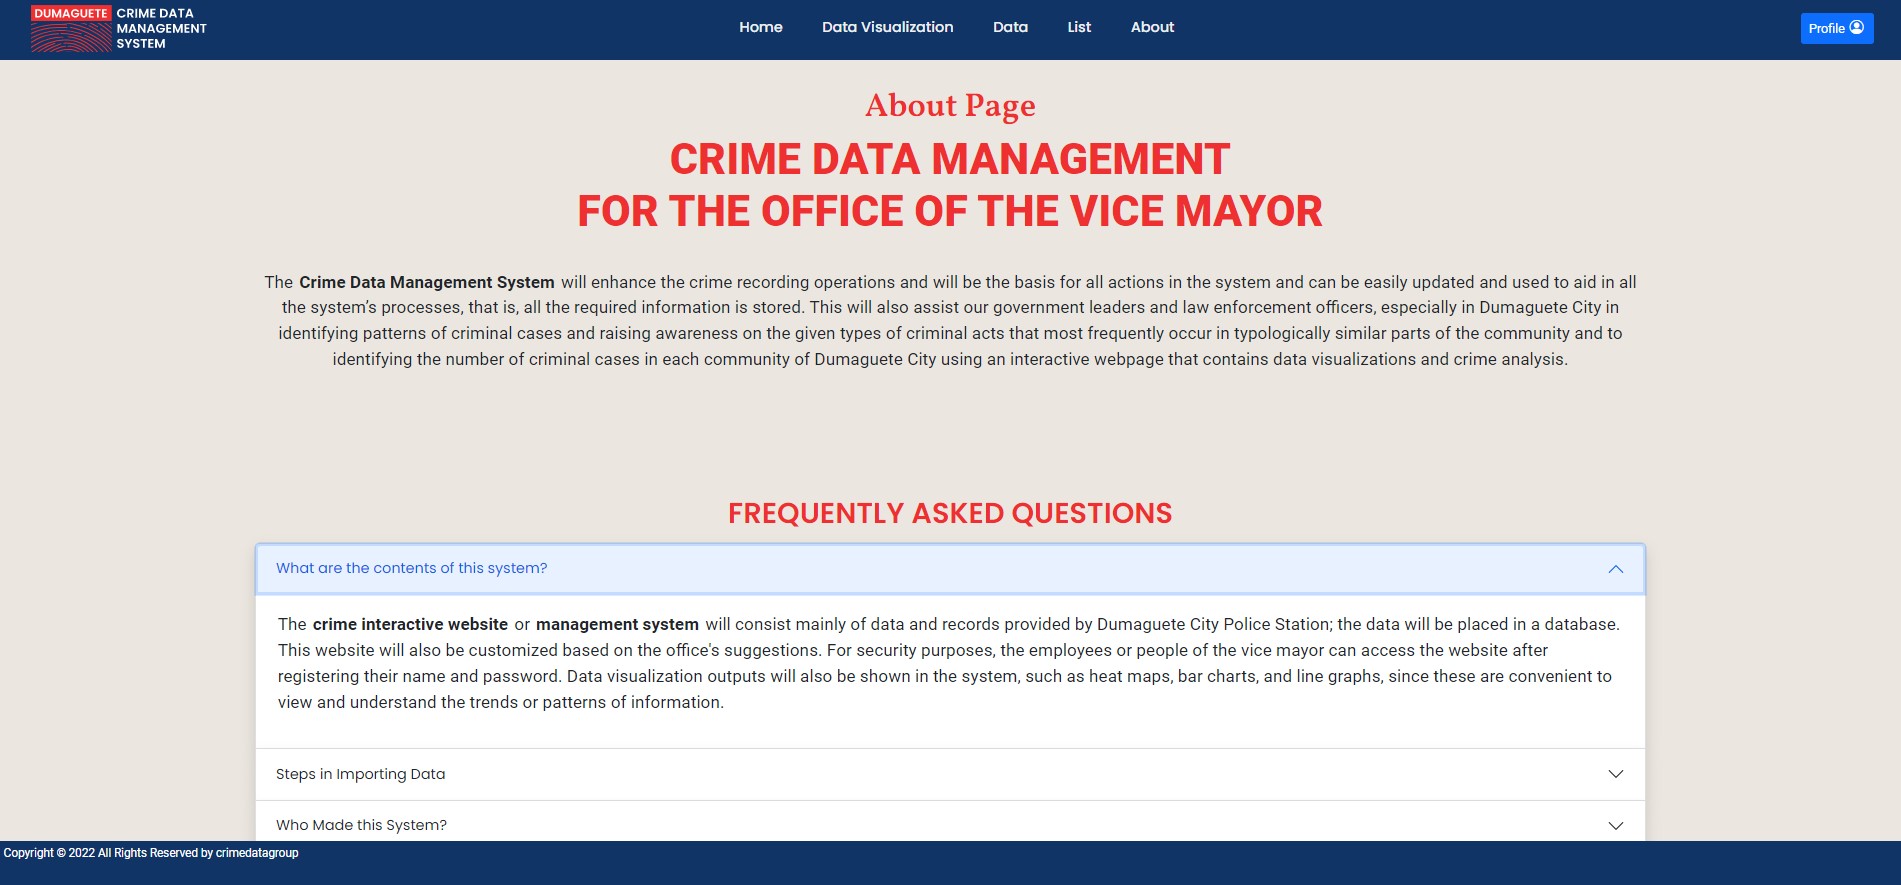 DUMAGUETE CRIME DATA
MANAGEMENT
SYSTEM
Home Data Visualization Data List About
Profile
About Page
CRIME DATA MANAGEMENT
FOR THE OFFICE OF THE VICE MAYOR
The Crime Data Management System will enhance the crime recording operations and will be the basis for all actions in the system and can be easily updated and used to aid in all
the system’s processes, that is, all the required information is stored. This will also assist our government leaders and law enforcement officers, especially in Dumaguete City in
identifying patterns of criminal cases and raising awareness on the given types of criminal acts that most frequently occur in typologically similar parts of the community and to
identifying the number of criminal cases in each community of Dumaguete City using an interactive webpage that contains data visualizations and crime analysis.
FREQUENTLY ASKED QUESTIONS
What are the contents of this system?
The crime interactive website or management system will consist mainly of data and records provided by Dumaguete City Police Station; the data will be placed in a database.
This website will also be customized based on the office's suggestions. For security purposes, the employees or people of the vice mayor can access the website after
registering their name and password. Data visualization outputs will also be shown in the system, such as heat maps, bar charts, and line graphs, since these are convenient to
view and understand the trends or patterns of information.
Steps in Importing Data
Who Made this System?
Copyright © 2022 All Rights Reserved by crimedatagroup